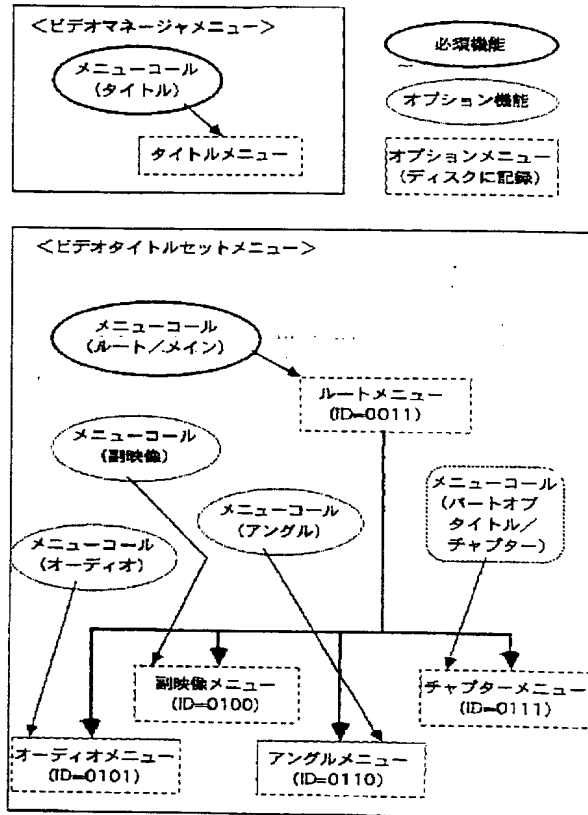 ＜ビデオマネージャメニュー＞
メニューコール
（タイトル）
タイトルメニュー
必須機能
オプション機能
オプションメニュー
（ディスクに記録）
＜ビデオタイトルセットメニュー＞
メニューコール
（ルート／メイン）
ルートメニュー
（ID=0011）
メニューコール
（副映像）
メニューコール
（アングル）
メニューコール
（パートオブ
タイトル／
チャプター）
メニューコール
（オーディオ）
副映像メニュー
（ID=0100）
チャプターメニュー
（ID=0111）
オーディオメニュー
（ID=0101）
アングルメニュー
（ID=0110）